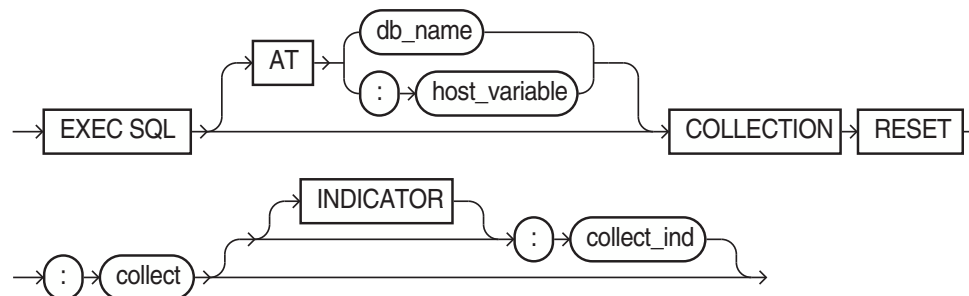 AT db_name
: host_variable
EXEC SQL COLLECTION RESET
INDICATOR
: collect : collect_ind